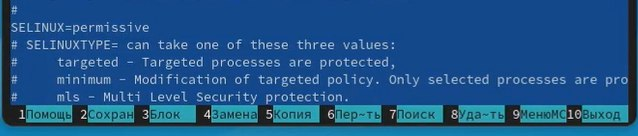 #
SELINUX=permissive
# SELINUXTYPE= can take one of these three values:
#     targeted - Targeted processes are protected,
#     minimum - Modification of targeted policy. Only selected processes are pro
#     mls - Multi Level Security protection.
1Помощь 2Сохран 3Блок 4Замена 5Копия 6Пер~ть 7Поиск 8Уда~ть 9МенюMC 10Выход